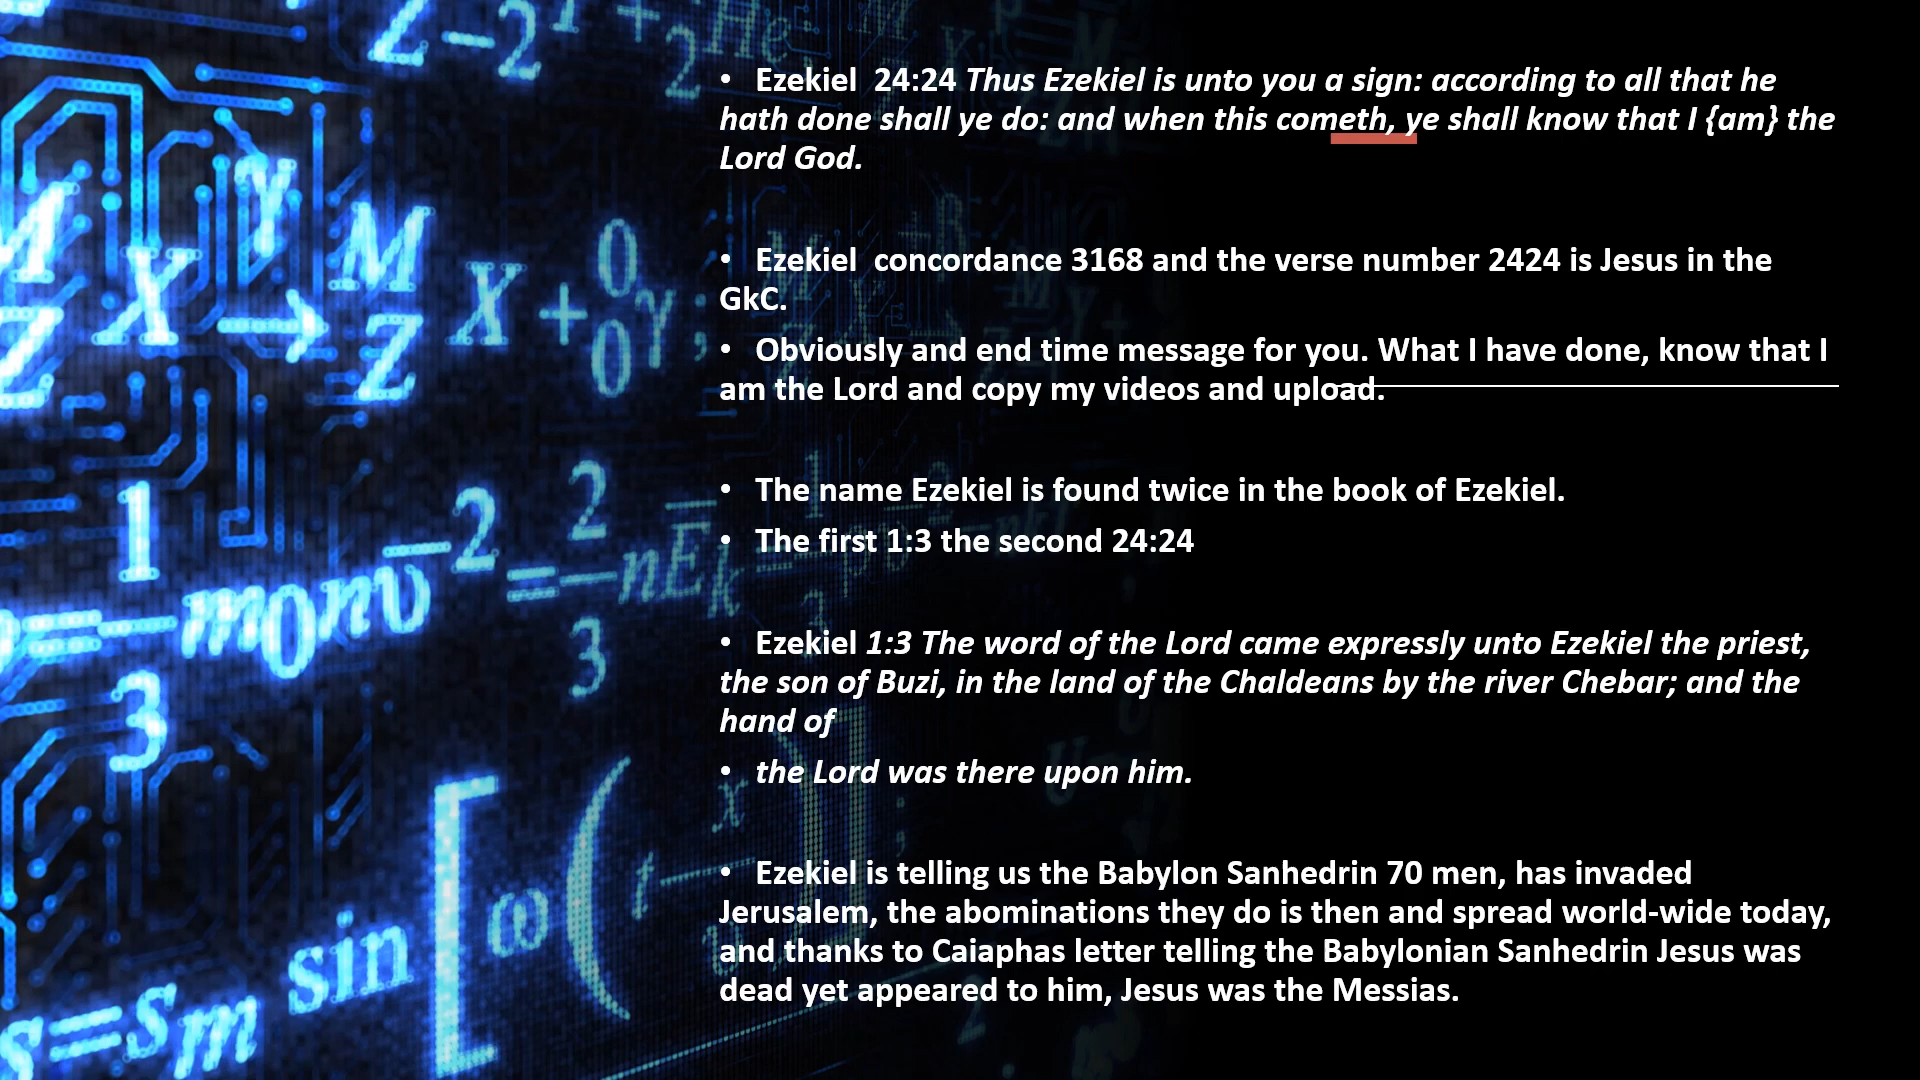 • Ezekiel  24:24 Thus Ezekiel is unto you a sign: according to all that he
hath done shall ye do: and when this cometh, ye shall know that I {am} the
Lord God.
• Ezekiel  concordance 3168 and the verse number 2424 is Jesus in the
GkC.
• Obviously and end time message for you. What I have done, know that I
am the Lord and copy my videos and upload.
• The name Ezekiel is found twice in the book of Ezekiel.
• The first 1:3 the second 24:24
• Ezekiel 1:3 The word of the Lord came expressly unto Ezekiel the priest,
the son of Buzi, in the land of the Chaldeans by the river Chebar; and the
hand of
• the Lord was there upon him.
• Ezekiel is telling us the Babylon Sanhedrin 70 men, has invaded
Jerusalem, the abominations they do is then and spread world-wide today,
and thanks to Caiaphas letter telling the Babylonian Sanhedrin Jesus was
dead yet appeared to him, Jesus was the Messias.